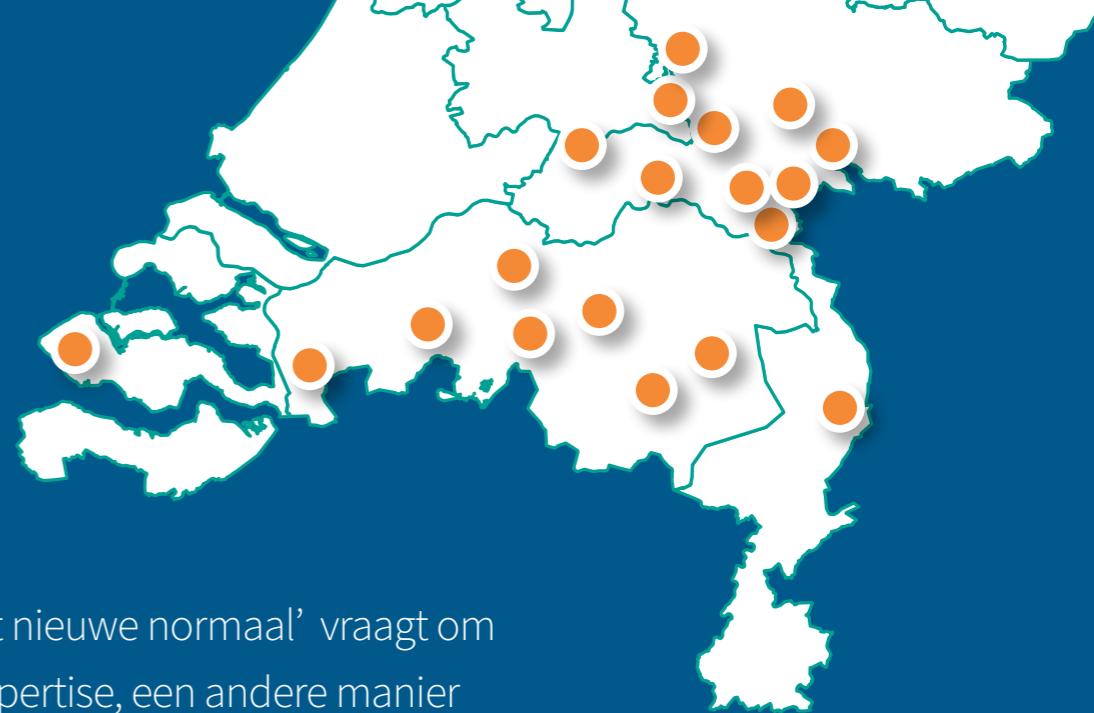 t nieuwe normaal’ vraagt om
pertise, een andere manier